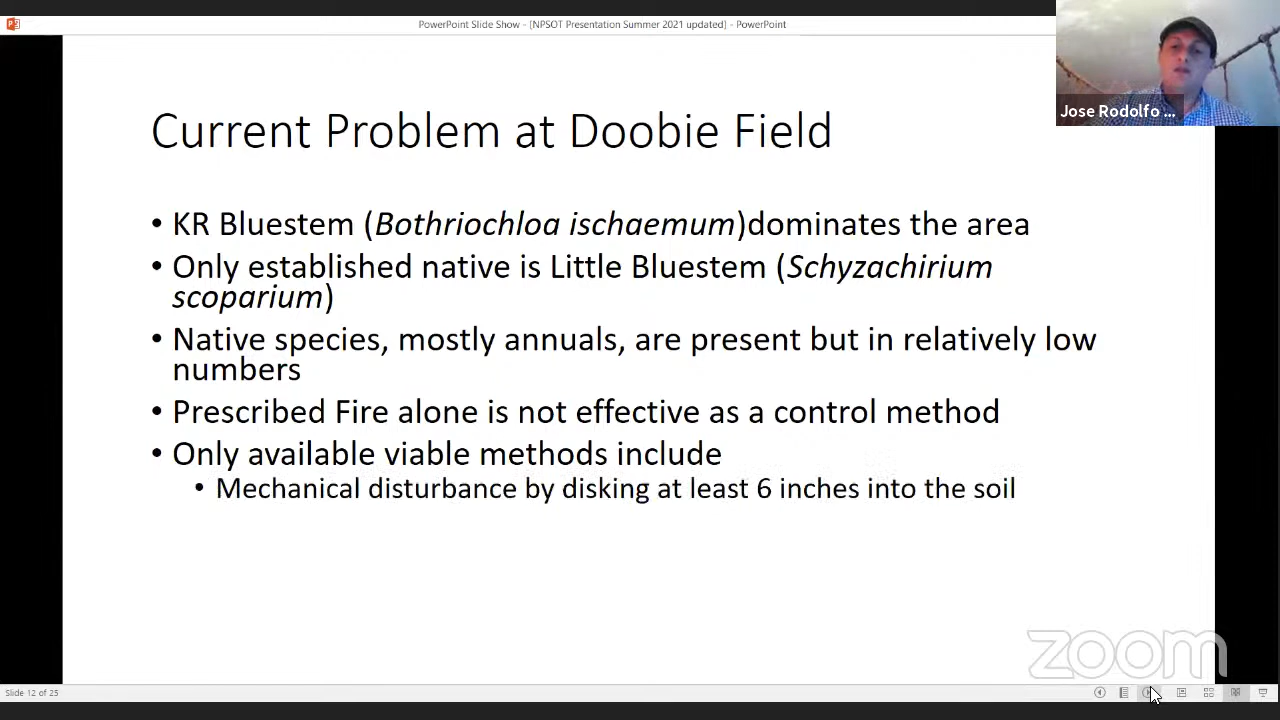 PowerPoint Slide Show - [NPSOT Presentation Summer 2021 updated] - PowerPoint
Jose Rodolfo ...
Current Problem at Doobie Field
• KR Bluestem (Bothriochloa ischaemum)dominates the area
• Only established native is Little Bluestem (Schyzachirium
scoparium)
• Native species, mostly annuals, are present but in relatively low
numbers
• Prescribed Fire alone is not effective as a control method
• Only available viable methods include
• Mechanical disturbance by disking at least 6 inches into the soil
zoom
Slide 12 of 25